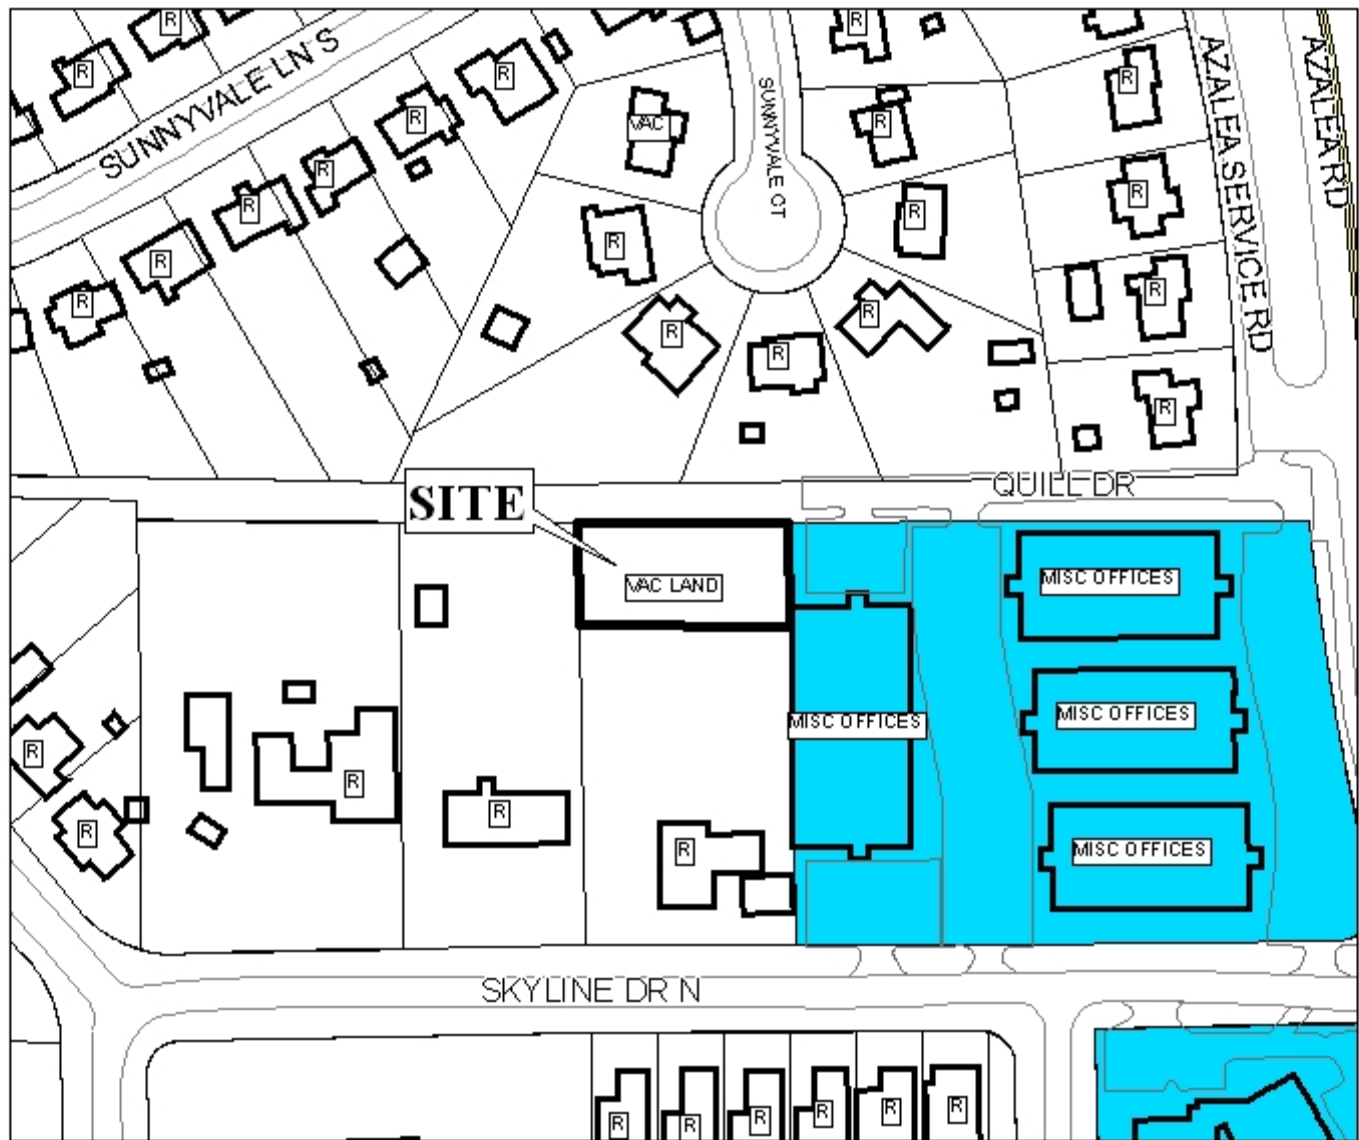 R
R
SUNNYVALE LN S
R
R
R
AZALEA SERVICE RD
AZALEA RD
SUNNYVALE CT
R
VAC
R
R
R
R
R
R
R
R
R
R
R
R
R
QUILL DR
SITE
VAC LAND
MISC OFFICES
MISC OFFICES
MISC OFFICES
R
R
R
R
R
MISC OFFICES
SKYLINE DR N
R
R
R
R
R
R